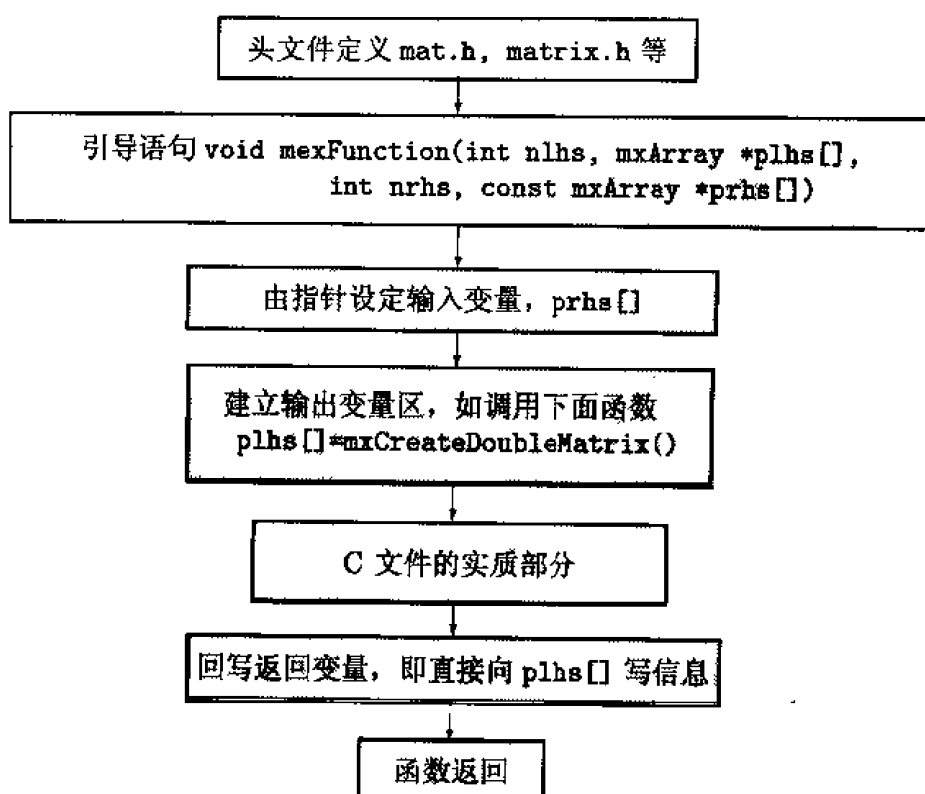 头文件定义 mat.h, matrix.h 等
引导语句 void mexFunction(int nlhs, mxArray *plhs[],
int nrhs, const mxArray *prhs[])
由指针设定输入变量，prhs[]
建立输出变量区，如调用下面函数
plhs[]=mxCreateDoubleMatrix()
C 文件的实质部分
回写返回变量，即直接向 plhs[] 写信息
函数返回